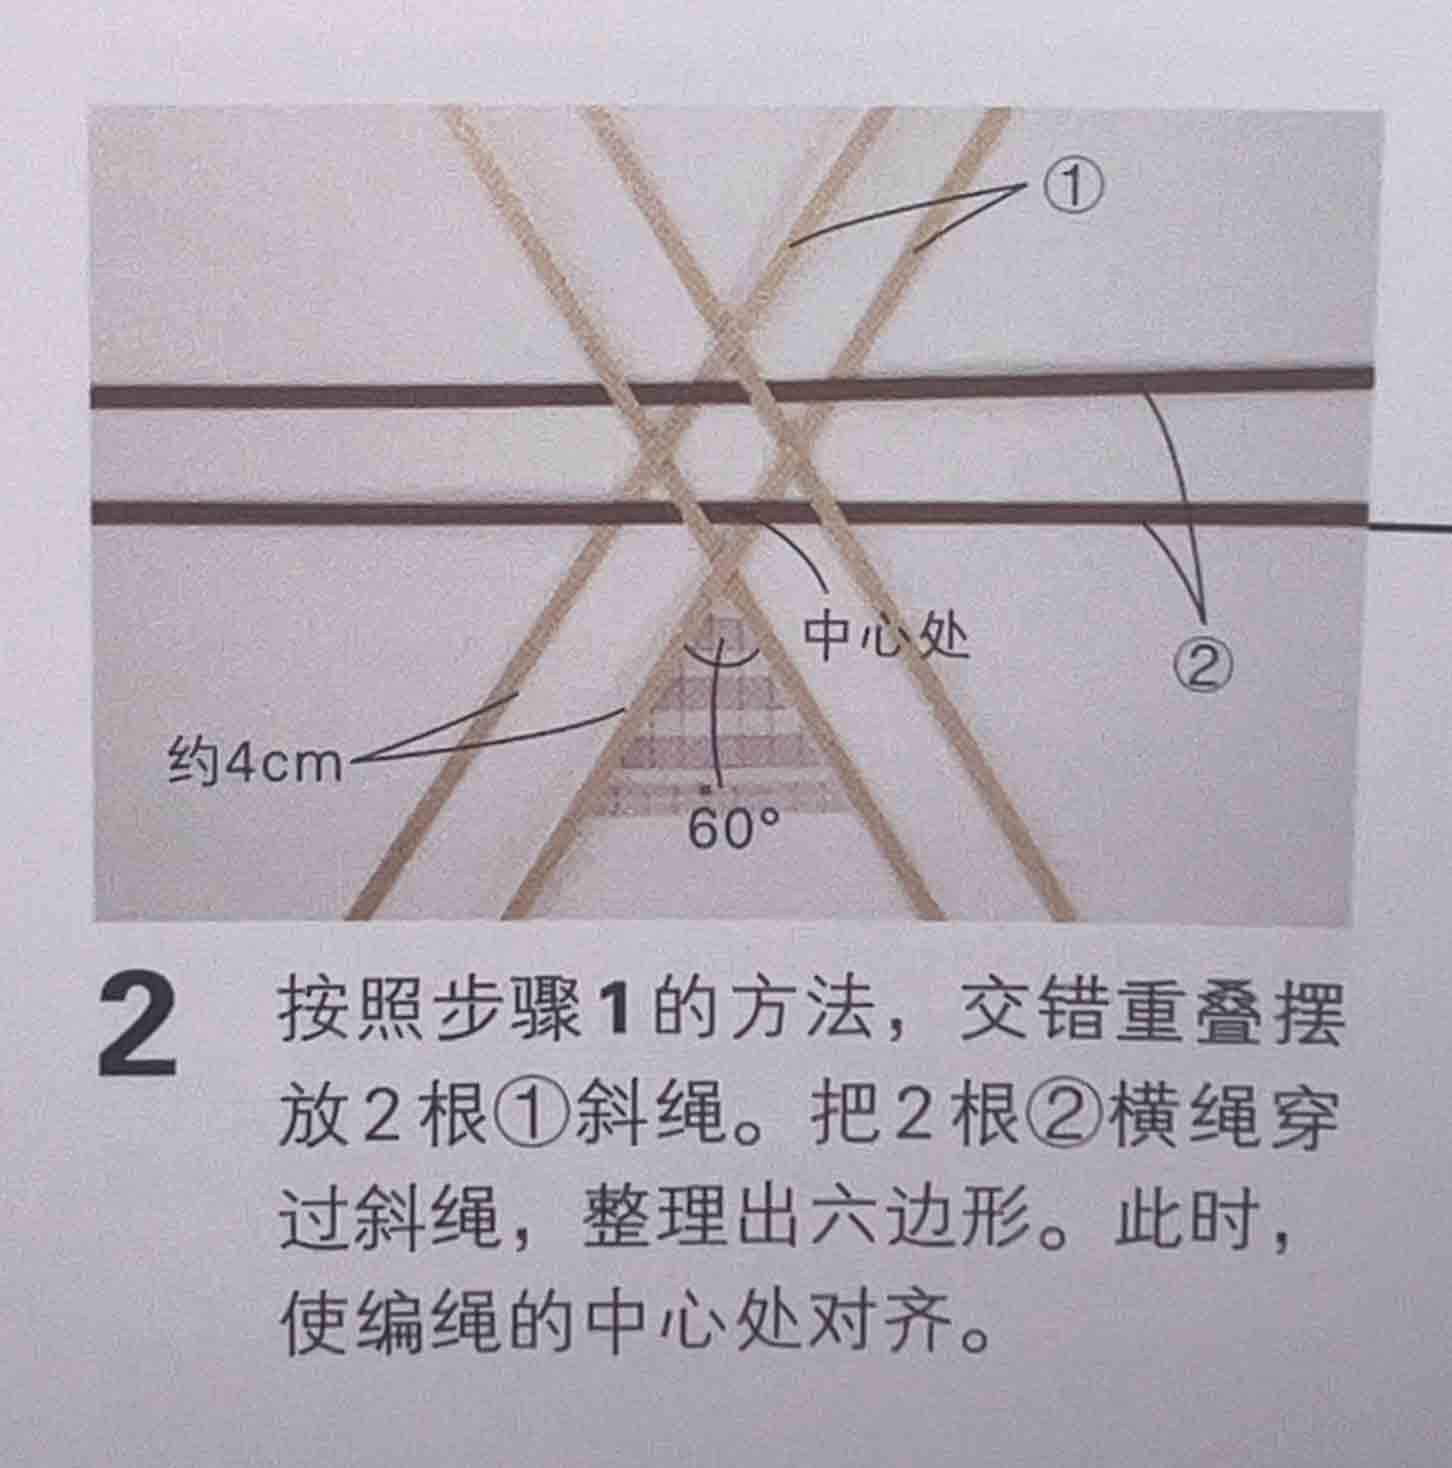 ①
中心处
②
约4cm
60°
2
按照步骤1的方法，交错重叠摆
放2根①斜绳。把2根②横绳穿
过斜绳，整理出六边形。此时，
使编绳的中心处对齐。